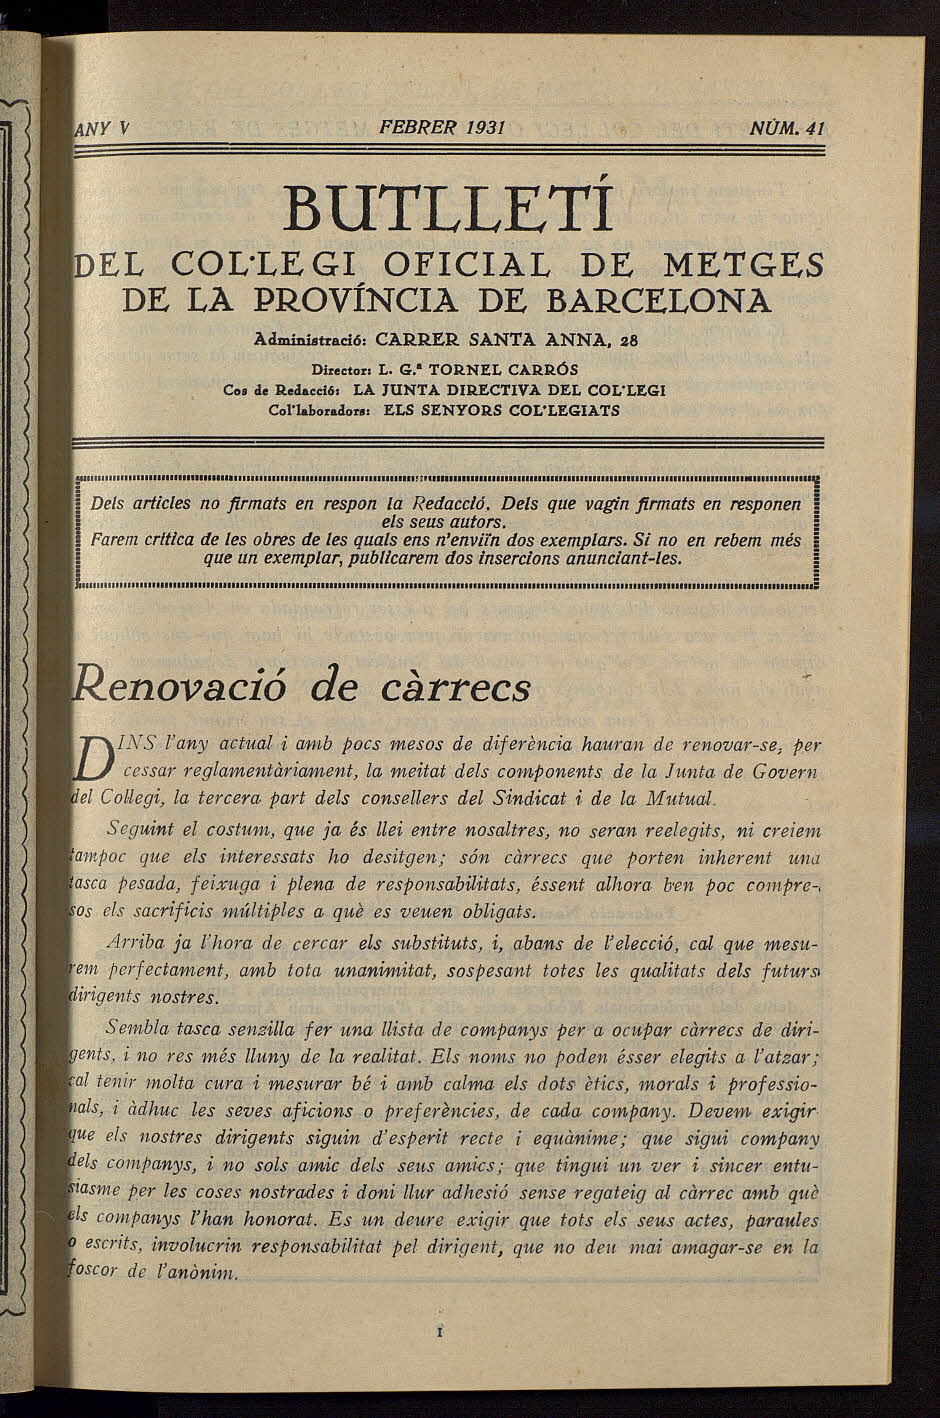 ANY V FEBRER 1931 NÚM. 41
BUTLLETÍ
DEL COL·LEGI OFICIAL DE METGES
DE LA PROVÍNCIA DE BARCELONA
Administració: CARRER SANTA ANNA, 28
Director: L. G.ª TORNEL CARRÓS
Cos de Redacció: LA JUNTA DIRECTIVA DEL COL·LEGI
Col·laboradors: ELS SENYORS COL·LEGIATS
Dels articles no firmats en respon la Redacció. Dels que vagin firmats en responen
els seus autors.
Farem crítica de les obres de les quals ens n'enviïn dos exemplars. Si no en rebem més
que un exemplar, publicarem dos insercions anunciant-les.
Renovació de càrrecs
DINS l'any actual i amb pocs mesos de diferència hauran de renovar-se, per
cessar reglamentàriament, la meitat dels components de la Junta de Govern
del Col·legi, la tercera part dels consellers del Sindicat i de la Mutual.
Seguint el costum, que ja és llei entre nosaltres, no seran reelegits, ni creiem
tampoc que els interessats ho desitgen; són càrrecs que porten inherent una
tasca pesada, feixuga i plena de responsabilitats, éssent alhora ben poc compre-
sos els sacrificis múltiples a què es veuen obligats.
Arriba ja l'hora de cercar els substituts, i, abans de l'elecció, cal que mesu-
rem perfectament, amb tota unanimitat, sospesant totes les qualitats dels futurs
dirigents nostres.
Sembla tasca senzilla fer una llista de companys per a ocupar càrrecs de diri-
gents, i no res més lluny de la realitat. Els noms no poden ésser elegits a l'atzar;
cal tenir molta cura i mesurar bé i amb calma els dots ètics, morals i professio-
nals, i àdhuc les seves aficions o preferències, de cada company. Devem exigir
que els nostres dirigents siguin d'esperit recte i equànime; que sigui company
dels companys, i no sols amic dels seus amics; que tingui un ver i sincer entu-
siasme per les coses nostrades i doni llur adhesió sense regateig al càrrec amb què
els companys l'han honorat. Es un deure exigir que tots els seus actes, paraules
o escrits, involucrin responsabilitat pel dirigent, que no deu mai amagar-se en la
foscor de l'anònim.
1